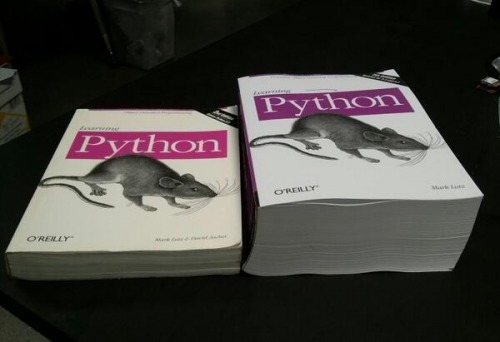 Learning
Python
O'REILLY®
Mark Lutz & David Ascher
Learning
Python
O'REILLY®
Mark Lutz